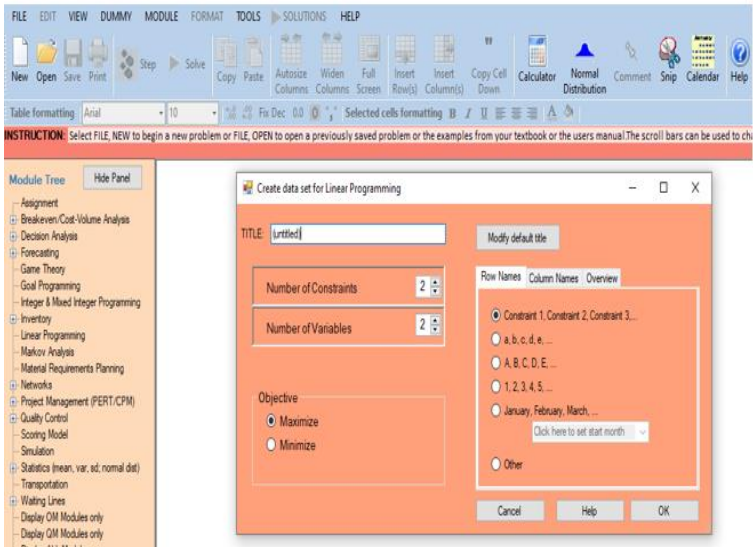 FILE EDIT VIEW DUMMY MODULE FORMAT TOOLS SOLUTIONS HELP
New Open Save Print Step Solve Copy Paste Autosize Columns Widen Columns Full Screen Insert Row(s) Insert Column(s) Copy Cell Down Calculator Normal Distribution Comment Snip Calendar Help
Table formatting Arial 10 Fix Dec 0.0 Selected cells formatting B I U A
INSTRUCTION: Select FILE, NEW to begin a new problem or FILE, OPEN to open a previously saved problem or the examples from your textbook or the users manual.The scroll bars can be used to cha
Module Tree Hide Panel
Assignment
Breakeven/Cost-Volume Analysis
Decision Analysis
Forecasting
Game Theory
Goal Programming
Integer & Mixed Integer Programming
Inventory
Linear Programming
Markov Analysis
Material Requirements Planning
Networks
Project Management (PERT/CPM)
Quality Control
Scoring Model
Simulation
Statistics (mean, var, sd; normal dist)
Transportation
Waiting Lines
Display OM Modules only
Display QM Modules only
Create data set for Linear Programming
TITLE: (untitled)
Modify default title
Number of Constraints 2
Number of Variables 2
Objective
Maximize
Minimize
Row Names Column Names Overview
Constraint 1, Constraint 2, Constraint 3,...
a, b, c, d, e, ...
A, B, C, D, E, ...
1, 2, 3, 4, 5, ...
January, February, March, ...
Click here to set start month
Other
Cancel Help OK